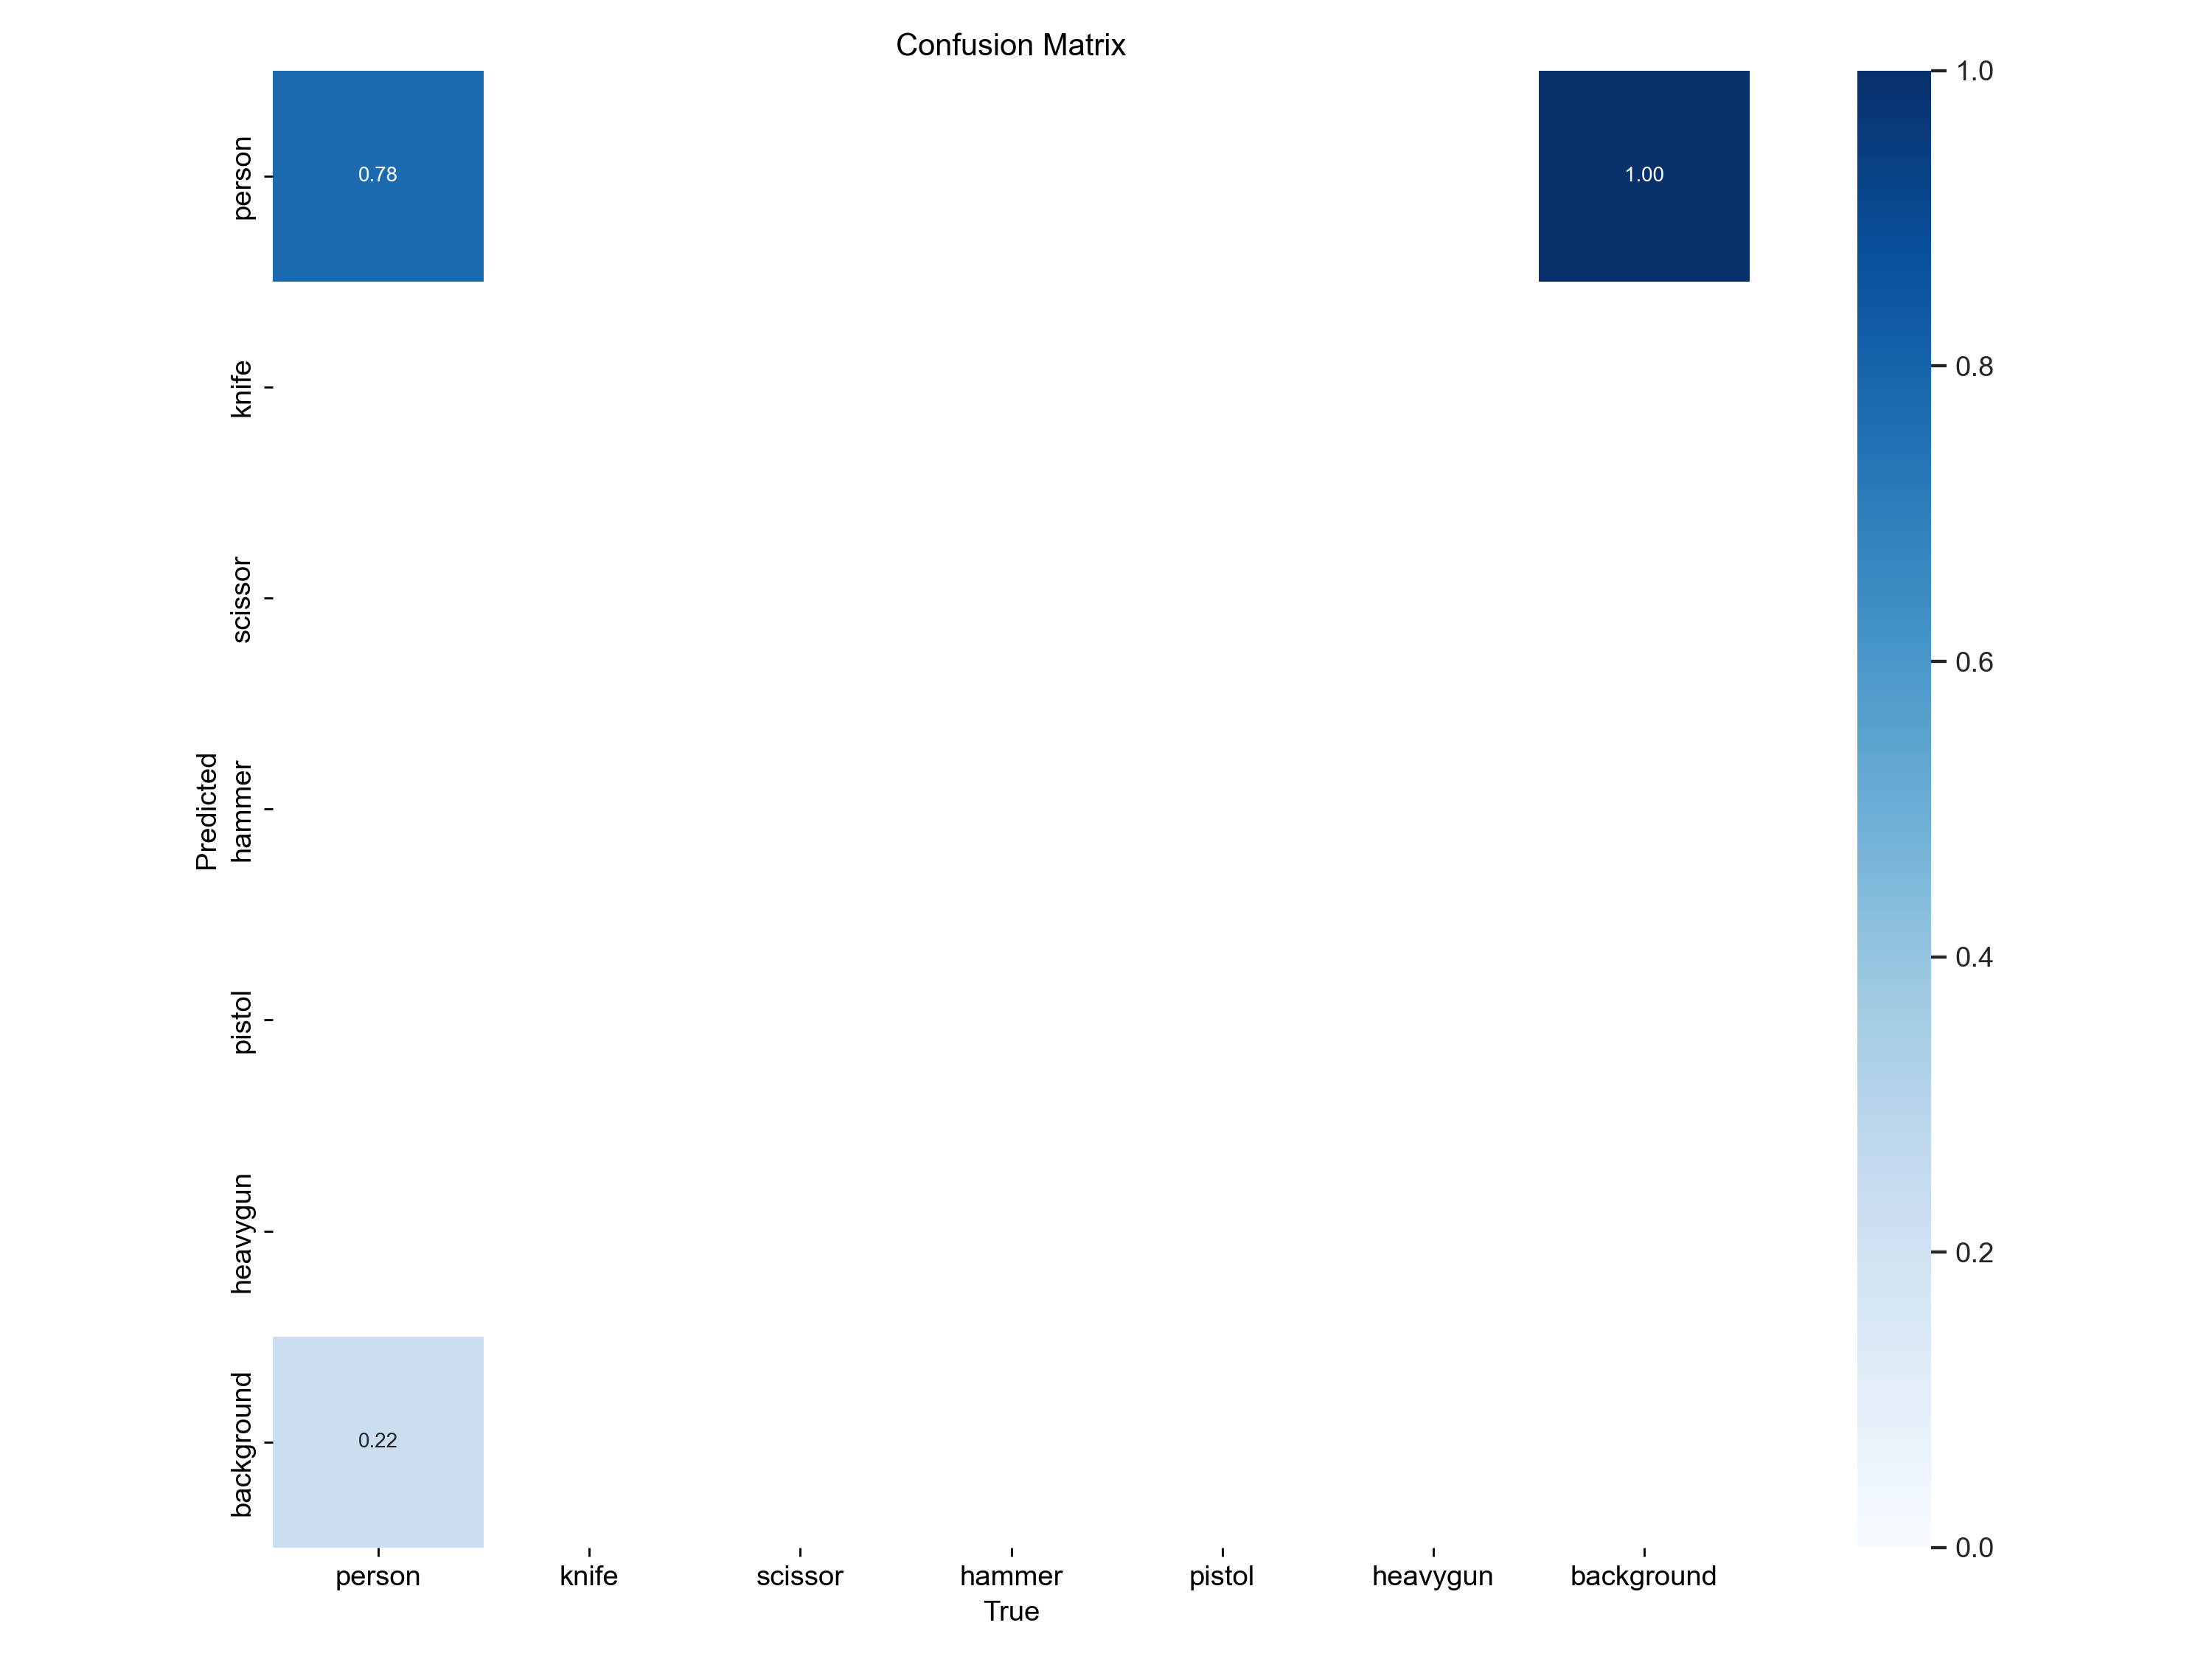 Confusion Matrix
person
knife
scissor
hammer
pistol
heavygun
background
Predicted
0.78
1.00
0.22
person knife scissor hammer pistol heavygun background
True
1.0
0.8
0.6
0.4
0.2
0.0